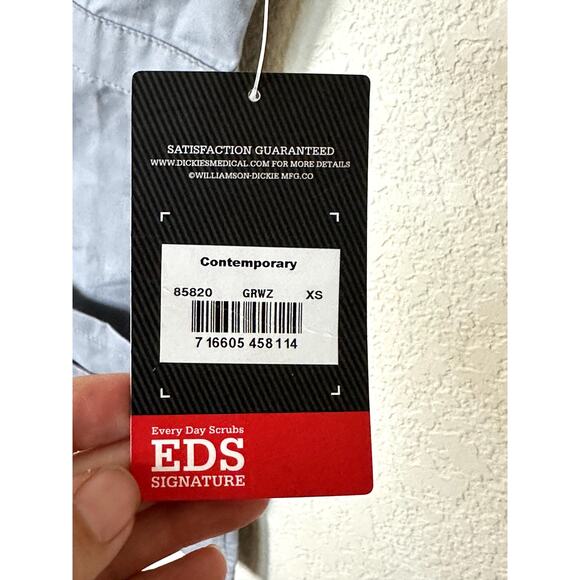 SATISFACTION GUARANTEED
WWW.DICKIESMEDICAL.COM FOR MORE DETAILS
©WILLIAMSON-DICKIE MFG.CO
Contemporary
85820 GRWZ XS
7 16605 458114
Every Day Scrubs
EDS
SIGNATURE